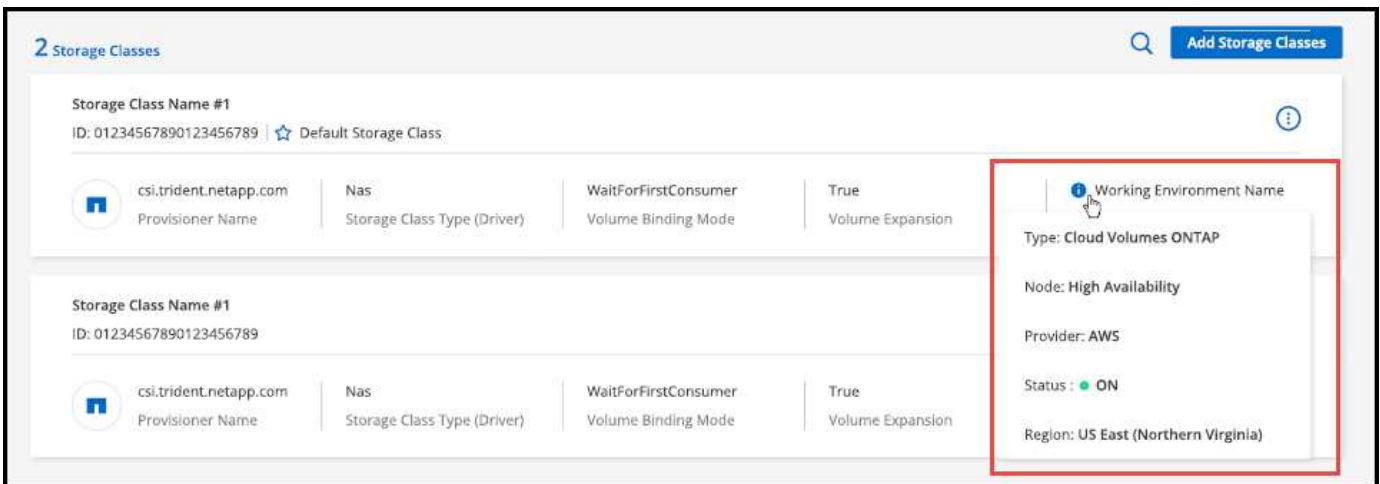 2 Storage Classes
Add Storage Classes
Storage Class Name #1
ID: 01234567890123456789 | Default Storage Class
csi.trident.netapp.com
Provisioner Name
Nas
Storage Class Type (Driver)
WaitForFirstConsumer
Volume Binding Mode
True
Volume Expansion
Working Environment Name
Type: Cloud Volumes ONTAP
Node: High Availability
Provider: AWS
Status : ON
Region: US East (Northern Virginia)
Storage Class Name #1
ID: 01234567890123456789
csi.trident.netapp.com
Provisioner Name
Nas
Storage Class Type (Driver)
WaitForFirstConsumer
Volume Binding Mode
True
Volume Expansion